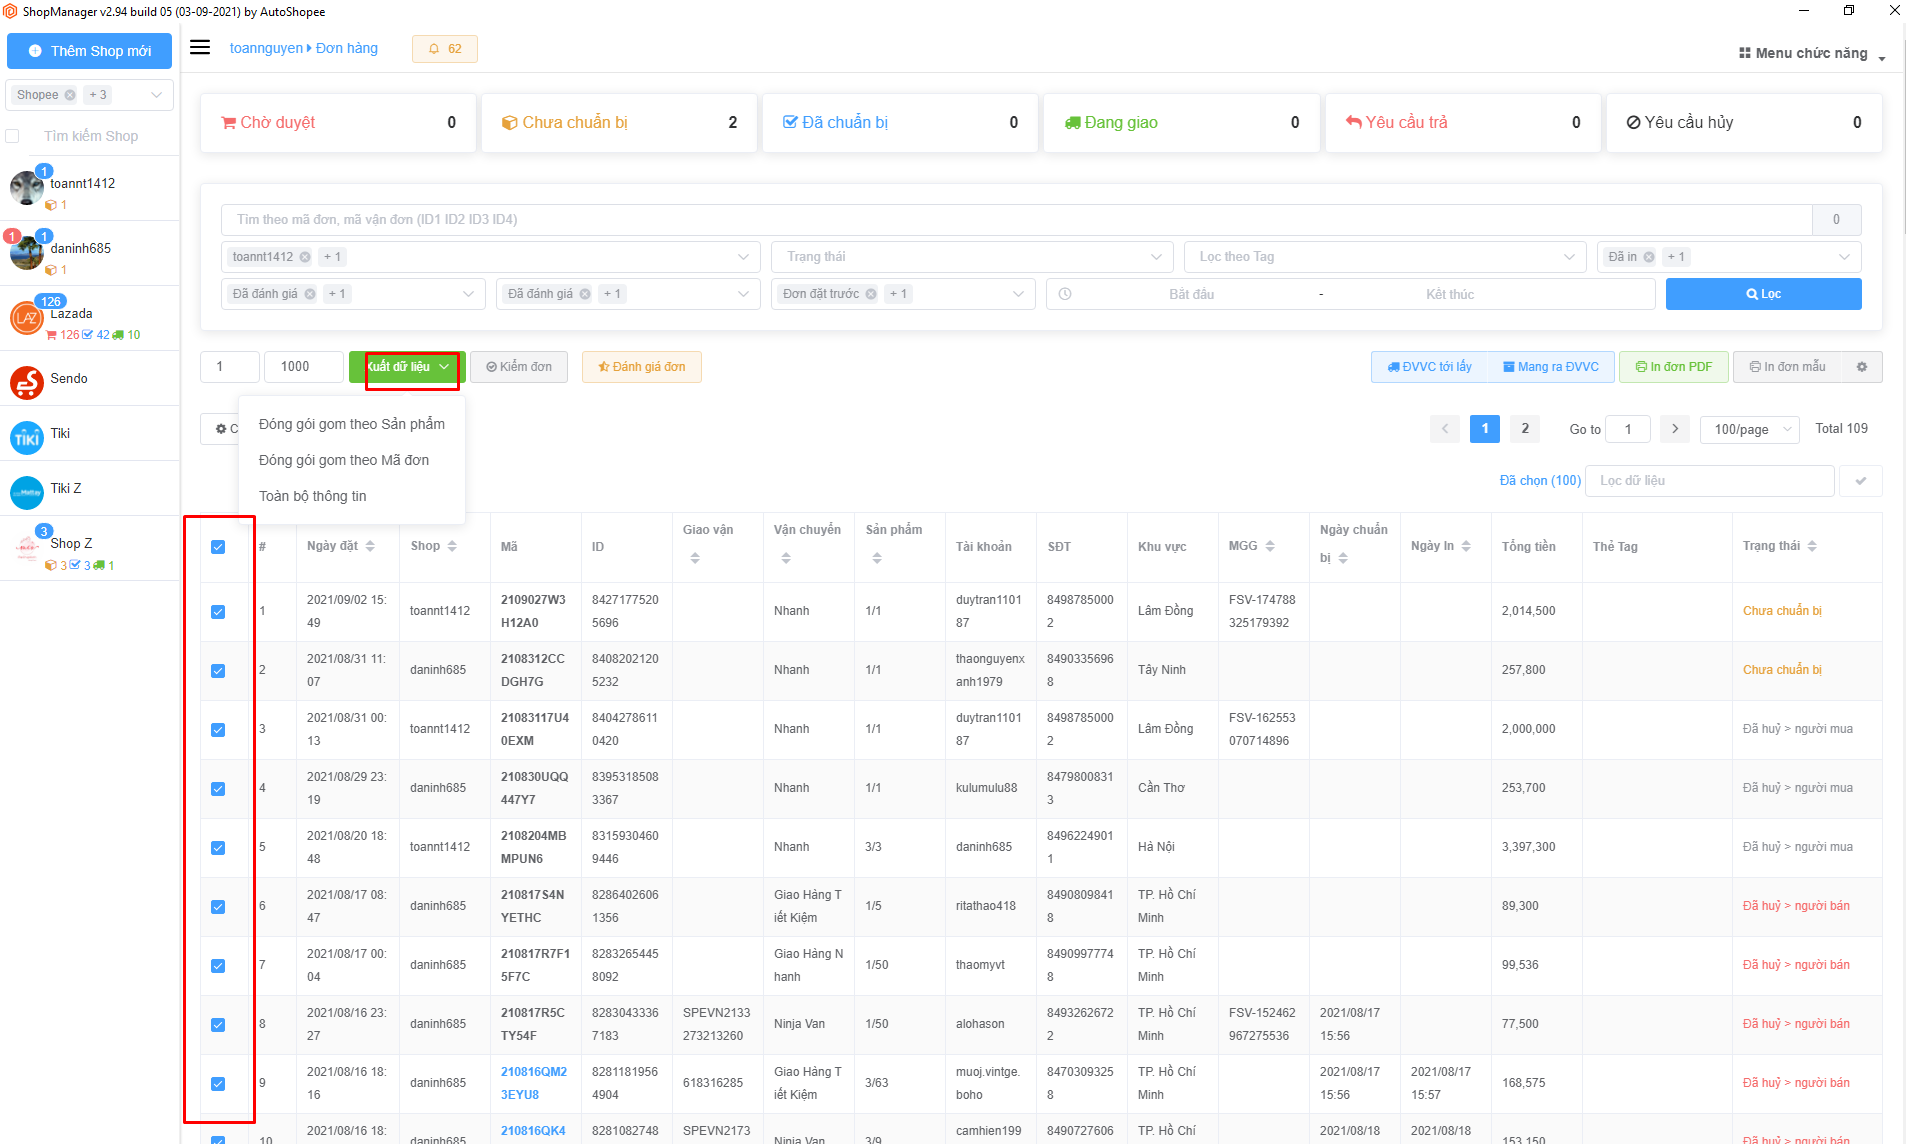 ShopManager v2.94 build 05 (03-09-2021) by AutoShopee
Thêm Shop mới
toannguyen Đơn hàng
62
Menu chức năng
Shopee + 3
Tìm kiếm Shop
1
toannt1412
1
1
1
daninh685
1
126
Lazada
126 42 10
Sendo
Tiki
Tiki Z
3
Shop Z
3 3 1
Chờ duyệt 0
Chưa chuẩn bị 2
Đã chuẩn bị 0
Đang giao 0
Yêu cầu trả 0
Yêu cầu hủy 0
Tìm theo mã đơn, mã vận đơn (ID1 ID2 ID3 ID4) 0
toannt1412 + 1 Trạng thái Lọc theo Tag Đã in + 1
Đã đánh giá + 1 Đã đánh giá + 1 Đơn đặt trước + 1 Bắt đầu - Kết thúc Lọc
1 1000 Xuất dữ liệu Kiểm đơn Đánh giá đơn ĐVVC tới lấy Mang ra ĐVVC In đơn PDF In đơn mẫu
Đóng gói gom theo Sản phẩm
Đóng gói gom theo Mã đơn
Toàn bộ thông tin
C
1 2 Go to 1 100/page Total 109
Đã chọn (100) Lọc dữ liệu
# Ngày đặt Shop Mã ID Giao vận Vận chuyển Sản phẩm Tài khoản SĐT Khu vực MGG Ngày chuẩn bị Ngày In Tổng tiền Thẻ Tag Trạng thái
1 2021/09/02 15:49 toannt1412 2109027W3H12A0 84271775205696 Nhanh 1/1 duytran110187 84987850002 Lâm Đồng FSV-174788325179392 2,014,500 Chưa chuẩn bị
2 2021/08/31 11:07 daninh685 2108312CCDGH7G 84082021205232 Nhanh 1/1 thaonguyenxanh1979 84903356968 Tây Ninh 257,800 Chưa chuẩn bị
3 2021/08/31 00:13 toannt1412 21083117U40EXM 84042786110420 Nhanh 1/1 duytran110187 84987850002 Lâm Đồng FSV-162553070714896 2,000,000 Đã huỷ > người mua
4 2021/08/29 23:19 daninh685 210830UQQ447Y7 83953185083367 Nhanh 1/1 kulumulu88 84798008313 Cần Thơ 253,700 Đã huỷ > người mua
5 2021/08/20 18:48 toannt1412 2108204MBMPUN6 83159304609446 Nhanh 3/3 daninh685 84962249011 Hà Nội 3,397,300 Đã huỷ > người mua
6 2021/08/17 08:47 daninh685 210817S4NYETHC 82864026061356 Giao Hàng Tiết Kiệm 1/5 ritathao418 84908098418 TP. Hồ Chí Minh 89,300 Đã huỷ > người bán
7 2021/08/17 00:04 daninh685 210817R7F15F7C 82832654458092 Giao Hàng Nhanh 1/50 thaomyvt 84909977748 TP. Hồ Chí Minh 99,536 Đã huỷ > người bán
8 2021/08/16 23:27 daninh685 210817R5CTY54F 82830433367183 SPEVN2133273213260 Ninja Van 1/50 alohason 84932626722 TP. Hồ Chí Minh FSV-152462967275536 2021/08/17 15:56 77,500 Đã huỷ > người bán
9 2021/08/16 18:16 daninh685 210816QM23EYU8 82811819564904 618316285 Giao Hàng Tiết Kiệm 3/63 muoj.vintge.boho 84703093258 TP. Hồ Chí Minh 2021/08/17 15:56 2021/08/17 15:57 168,575 Đã huỷ > người bán
10 2021/08/16 18: daninh685 210816QK4 8281082748 SPEVN2173 Ninja Van 3/9 camhien199 8490727606 TP. Hồ Chí Minh 2021/08/18 2021/08/18 153,150 Đã huỷ > người bán